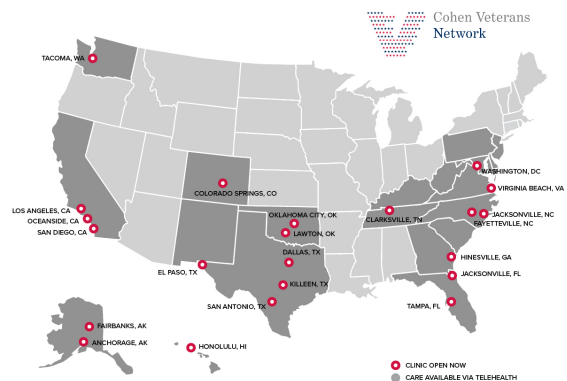 Cohen Veterans
Network
TACOMA, WA
WASHINGTON, DC
COLORADO SPRINGS, CO
VIRGINIA BEACH, VA
LOS ANGELES, CA
OKLAHOMA CITY, OK
CLARKSVILLE, TN
JACKSONVILLE, NC
OCEANSIDE, CA
FAYETTEVILLE, NC
SAN DIEGO, CA
LAWTON, OK
DALLAS, TX
HINESVILLE, GA
EL PASO, TX
JACKSONVILLE, FL
KILLEEN, TX
SAN ANTONIO, TX
TAMPA, FL
FAIRBANKS, AK
ANCHORAGE, AK
HONOLULU, HI
CLINIC OPEN NOW
CARE AVAILABLE VIA TELEHEALTH